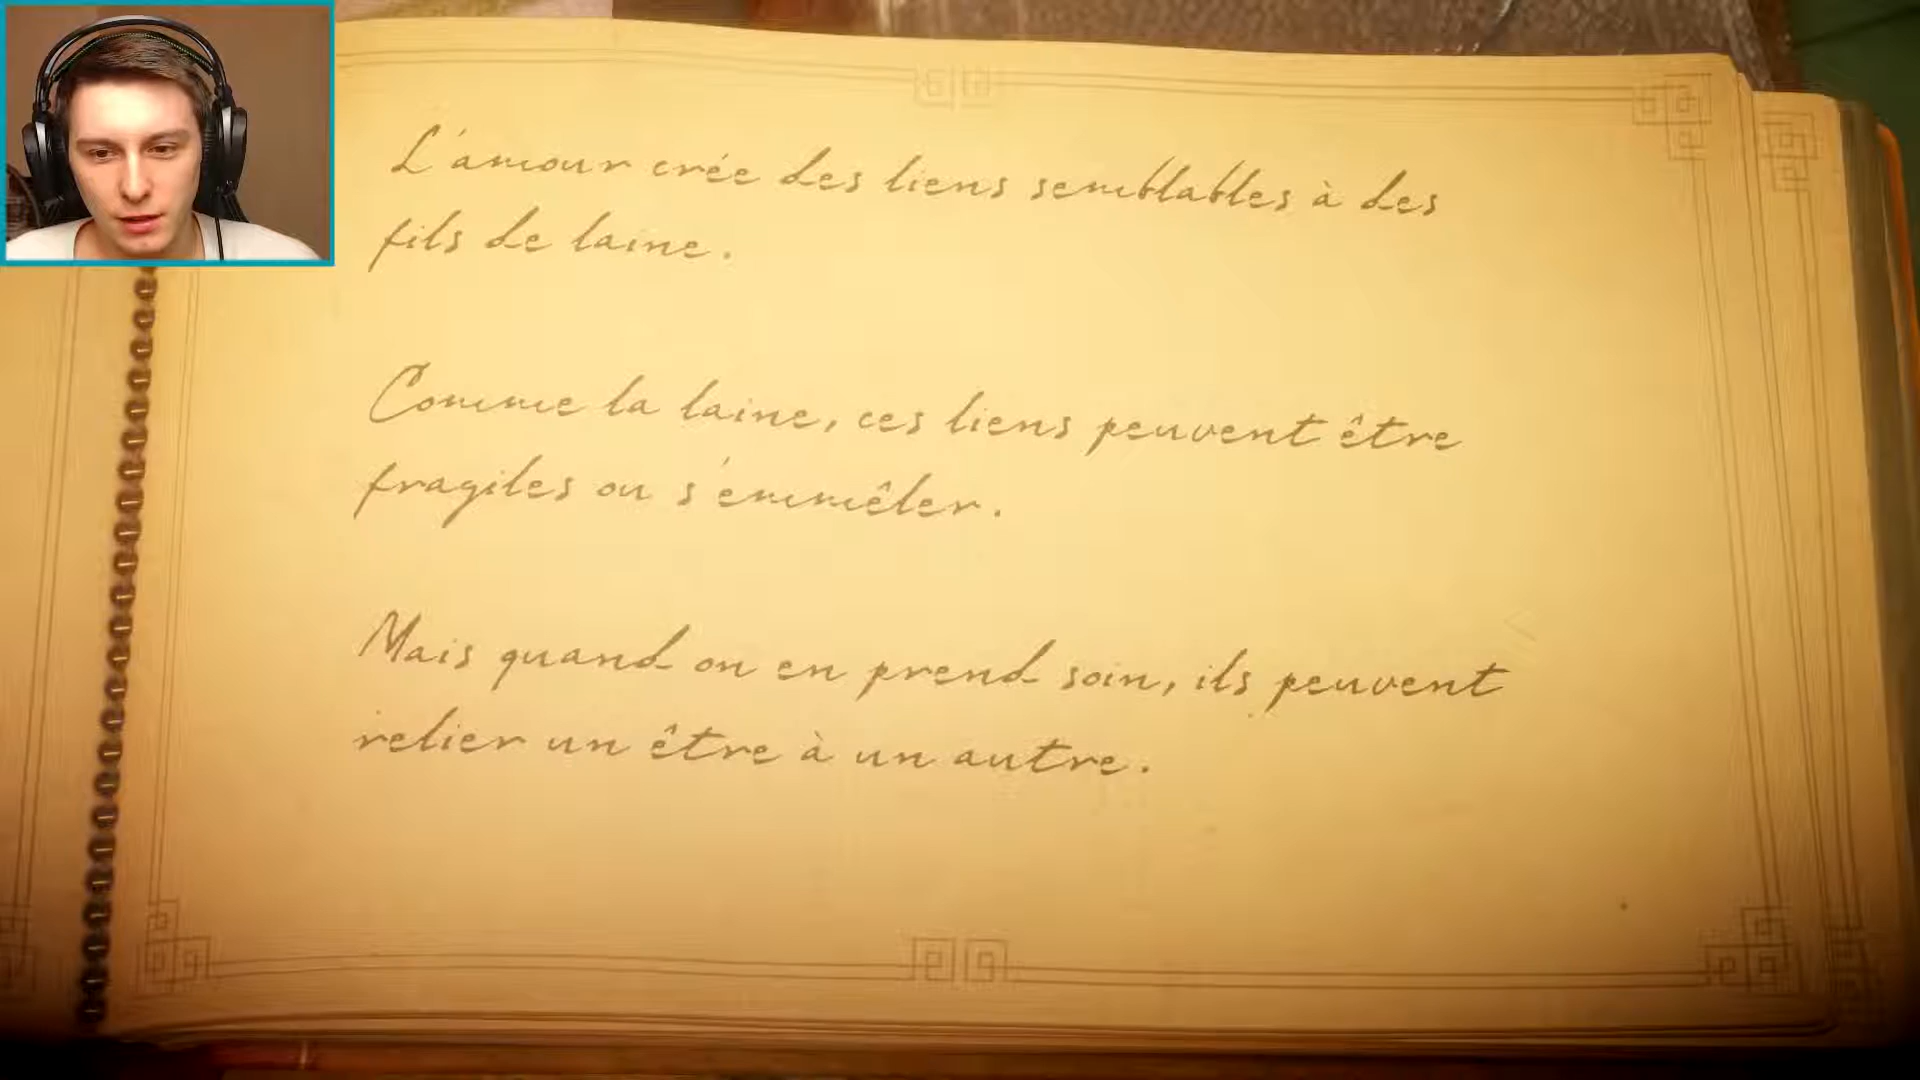 L'amour crée des liens semblables à des
fils de laine.
Comme la laine, ces liens peuvent être
fragiles ou s'emmêler.
Mais quand on en prend soin, ils peuvent
relier un être à un autre.